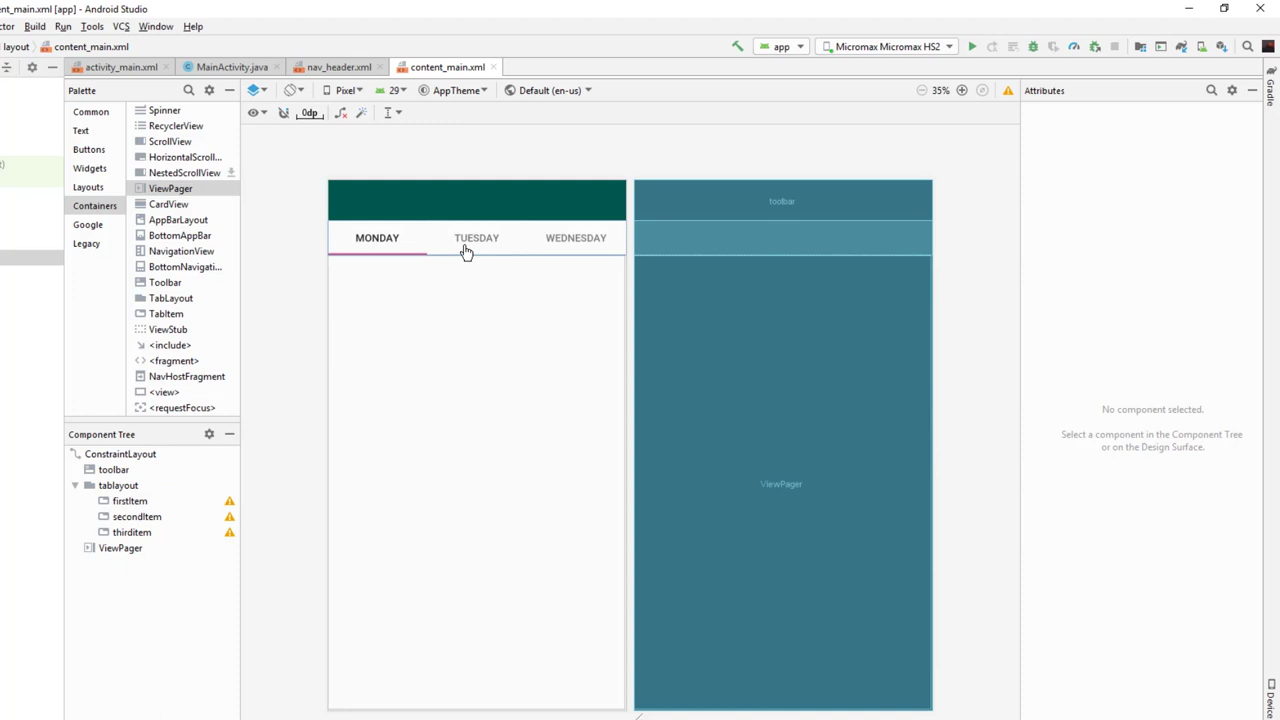 ent_main.xml [app] - Android Studio
ctor Build Run Tools VCS Window Help
layout content_main.xml app Micromax Micromax HS2
activity_main.xml MainActivity.java nav_header.xml content_main.xml
Palette Pixel 29 AppTheme Default (en-us) 35% Attributes
Gradle
0dp
Common
Text
Buttons
Widgets
Layouts
Containers
Google
Legacy
Spinner
RecyclerView
ScrollView
HorizontalScroll...
NestedScrollView
ViewPager
CardView
AppBarLayout
BottomAppBar
NavigationView
BottomNavigati...
Toolbar
TabLayout
TabItem
ViewStub
<include>
<fragment>
NavHostFragment
<view>
<requestFocus>
t)
Component Tree
ConstraintLayout
toolbar
tablayout
firstItem
secondItem
thirditem
ViewPager
MONDAY TUESDAY WEDNESDAY
toolbar
ViewPager
No component selected.
Select a component in the Component Tree
or on the Design Surface.
Device